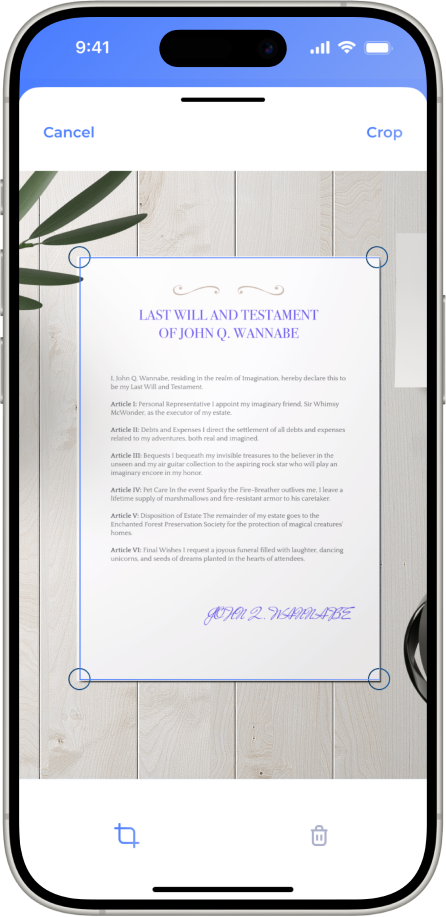 9:41
Cancel
Crop
LAST WILL AND TESTAMENT
OF JOHN Q. WANNABE
I, John Q. Wannabe, residing in the realm of Imagination, hereby declare this to
be my Last Will and Testament.
Article I: Personal Representative I appoint my imaginary friend, Sir Whimsy
McWonder, as the executor of my estate.
Article II: Debts and Expenses I direct the settlement of all debts and expenses
related to my adventures, both real and imagined.
Article III: Bequests I bequeath my invisible treasures to the believer in the
unseen and my air guitar collection to the aspiring rock star who will play an
imaginary encore in my honor.
Article IV: Pet Care In the event Sparky the Fire-Breather outlives me, I leave a
lifetime supply of marshmallows and fire-resistant armor to his caretaker.
Article V: Disposition of Estate The remainder of my estate goes to the
Enchanted Forest Preservation Society for the protection of magical creatures'
homes.
Article VI: Final Wishes I request a joyous funeral filled with laughter, dancing
unicorns, and seeds of dreams planted in the hearts of attendees.
JOHN Q. WANNABE